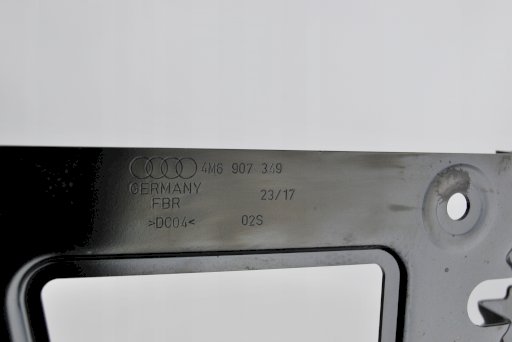 4M6 907 349
GERMANY 23/17
FBR
>DC04< 02S